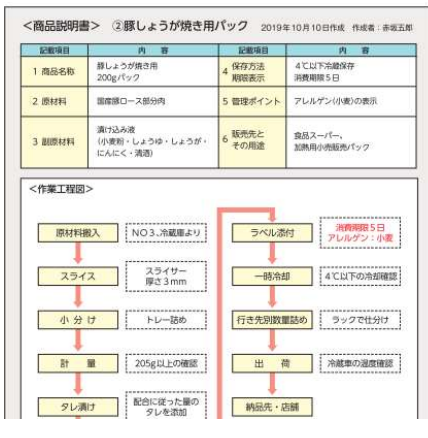 <商品説明書> ②豚しょうが焼き用パック 2019年10月10日作成 作成者：赤坂五郎
記載項目 内 容 記載項目 内 容
1 商品名称 豚しょうが焼き用
200gパック
4 保存方法
期限表示
4℃以下冷蔵保存
消費期限5日
2 原材料 国産豚ロース部分肉 5 管理ポイント アレルゲン(小麦)の表示
3 副原材料 漬け込み液
(小麦粉・しょうゆ・しょうが・
にんにく・清酒)
6 販売先と
その用途
食品スーパー、
加熱用小売販売パック
<作業工程図>
原材料搬入 NO3、冷蔵庫より
スライス スライサー
厚さ3mm
小 分 け トレー詰め
計 量 205g以上の確認
タレ漬け 配合に従った量の
タレを添加
ラベル添付 消費期限5日
アレルゲン：小麦
一時冷却 4℃以下の冷却確認
行き先別数量詰め ラックで仕分け
出 荷 冷蔵車の温度確認
納品先・店舗